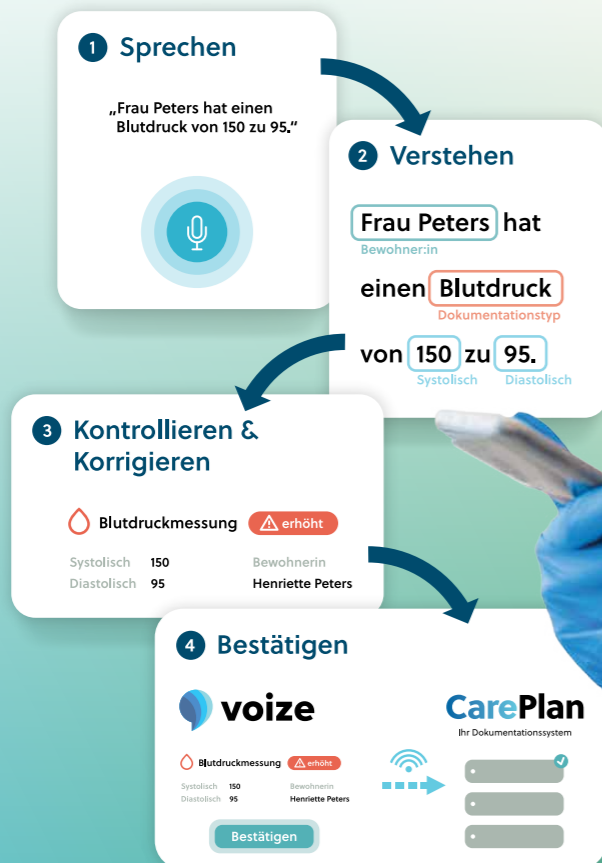 1 Sprechen
„Frau Peters hat einen
Blutdruck von 150 zu 95.“
2 Verstehen
Frau Peters hat
Bewohner:in
einen Blutdruck
Dokumentationstyp
von 150 zu 95.
Systolisch Diastolisch
3 Kontrollieren &
Korrigieren
Blutdruckmessung erhöht
Systolisch 150 Bewohnerin
Diastolisch 95 Henriette Peters
4 Bestätigen
voize CarePlan
Ihr Dokumentationssystem
Blutdruckmessung erhöht
Systolisch 150 Bewohnerin
Diastolisch 95 Henriette Peters
Bestätigen